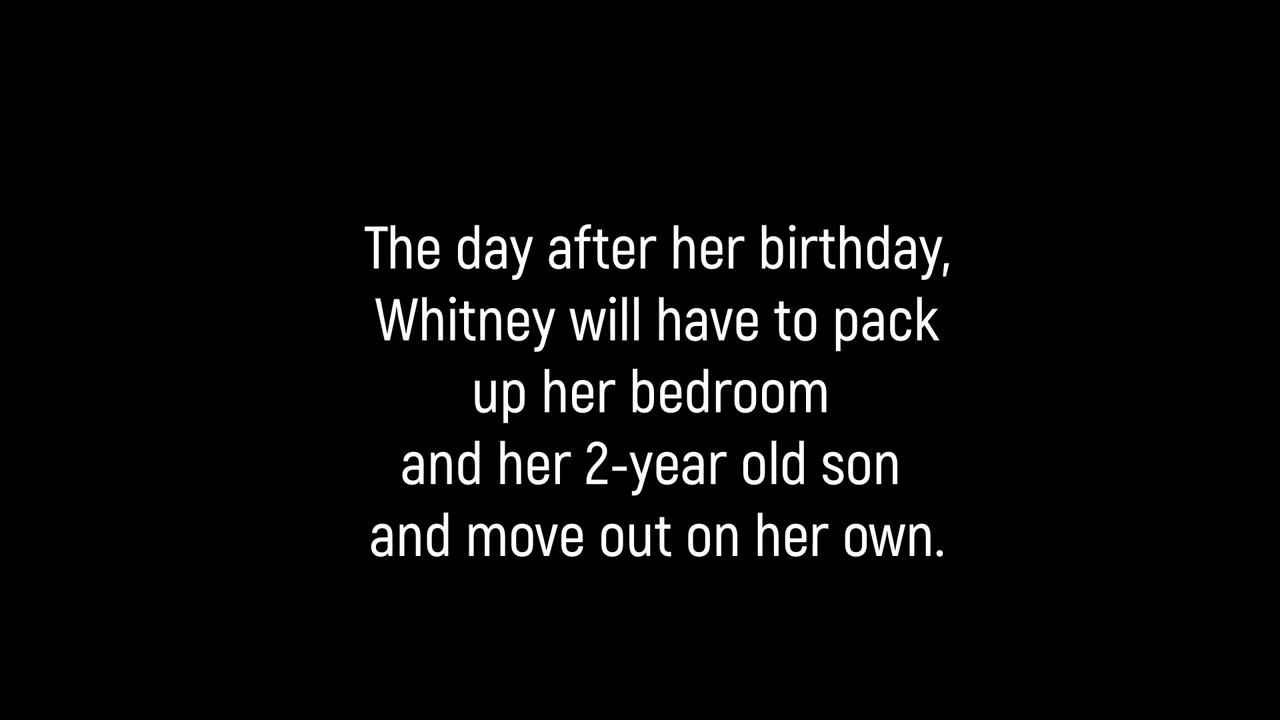 The day after her birthday,
Whitney will have to pack
up her bedroom
and her 2-year old son
and move out on her own.